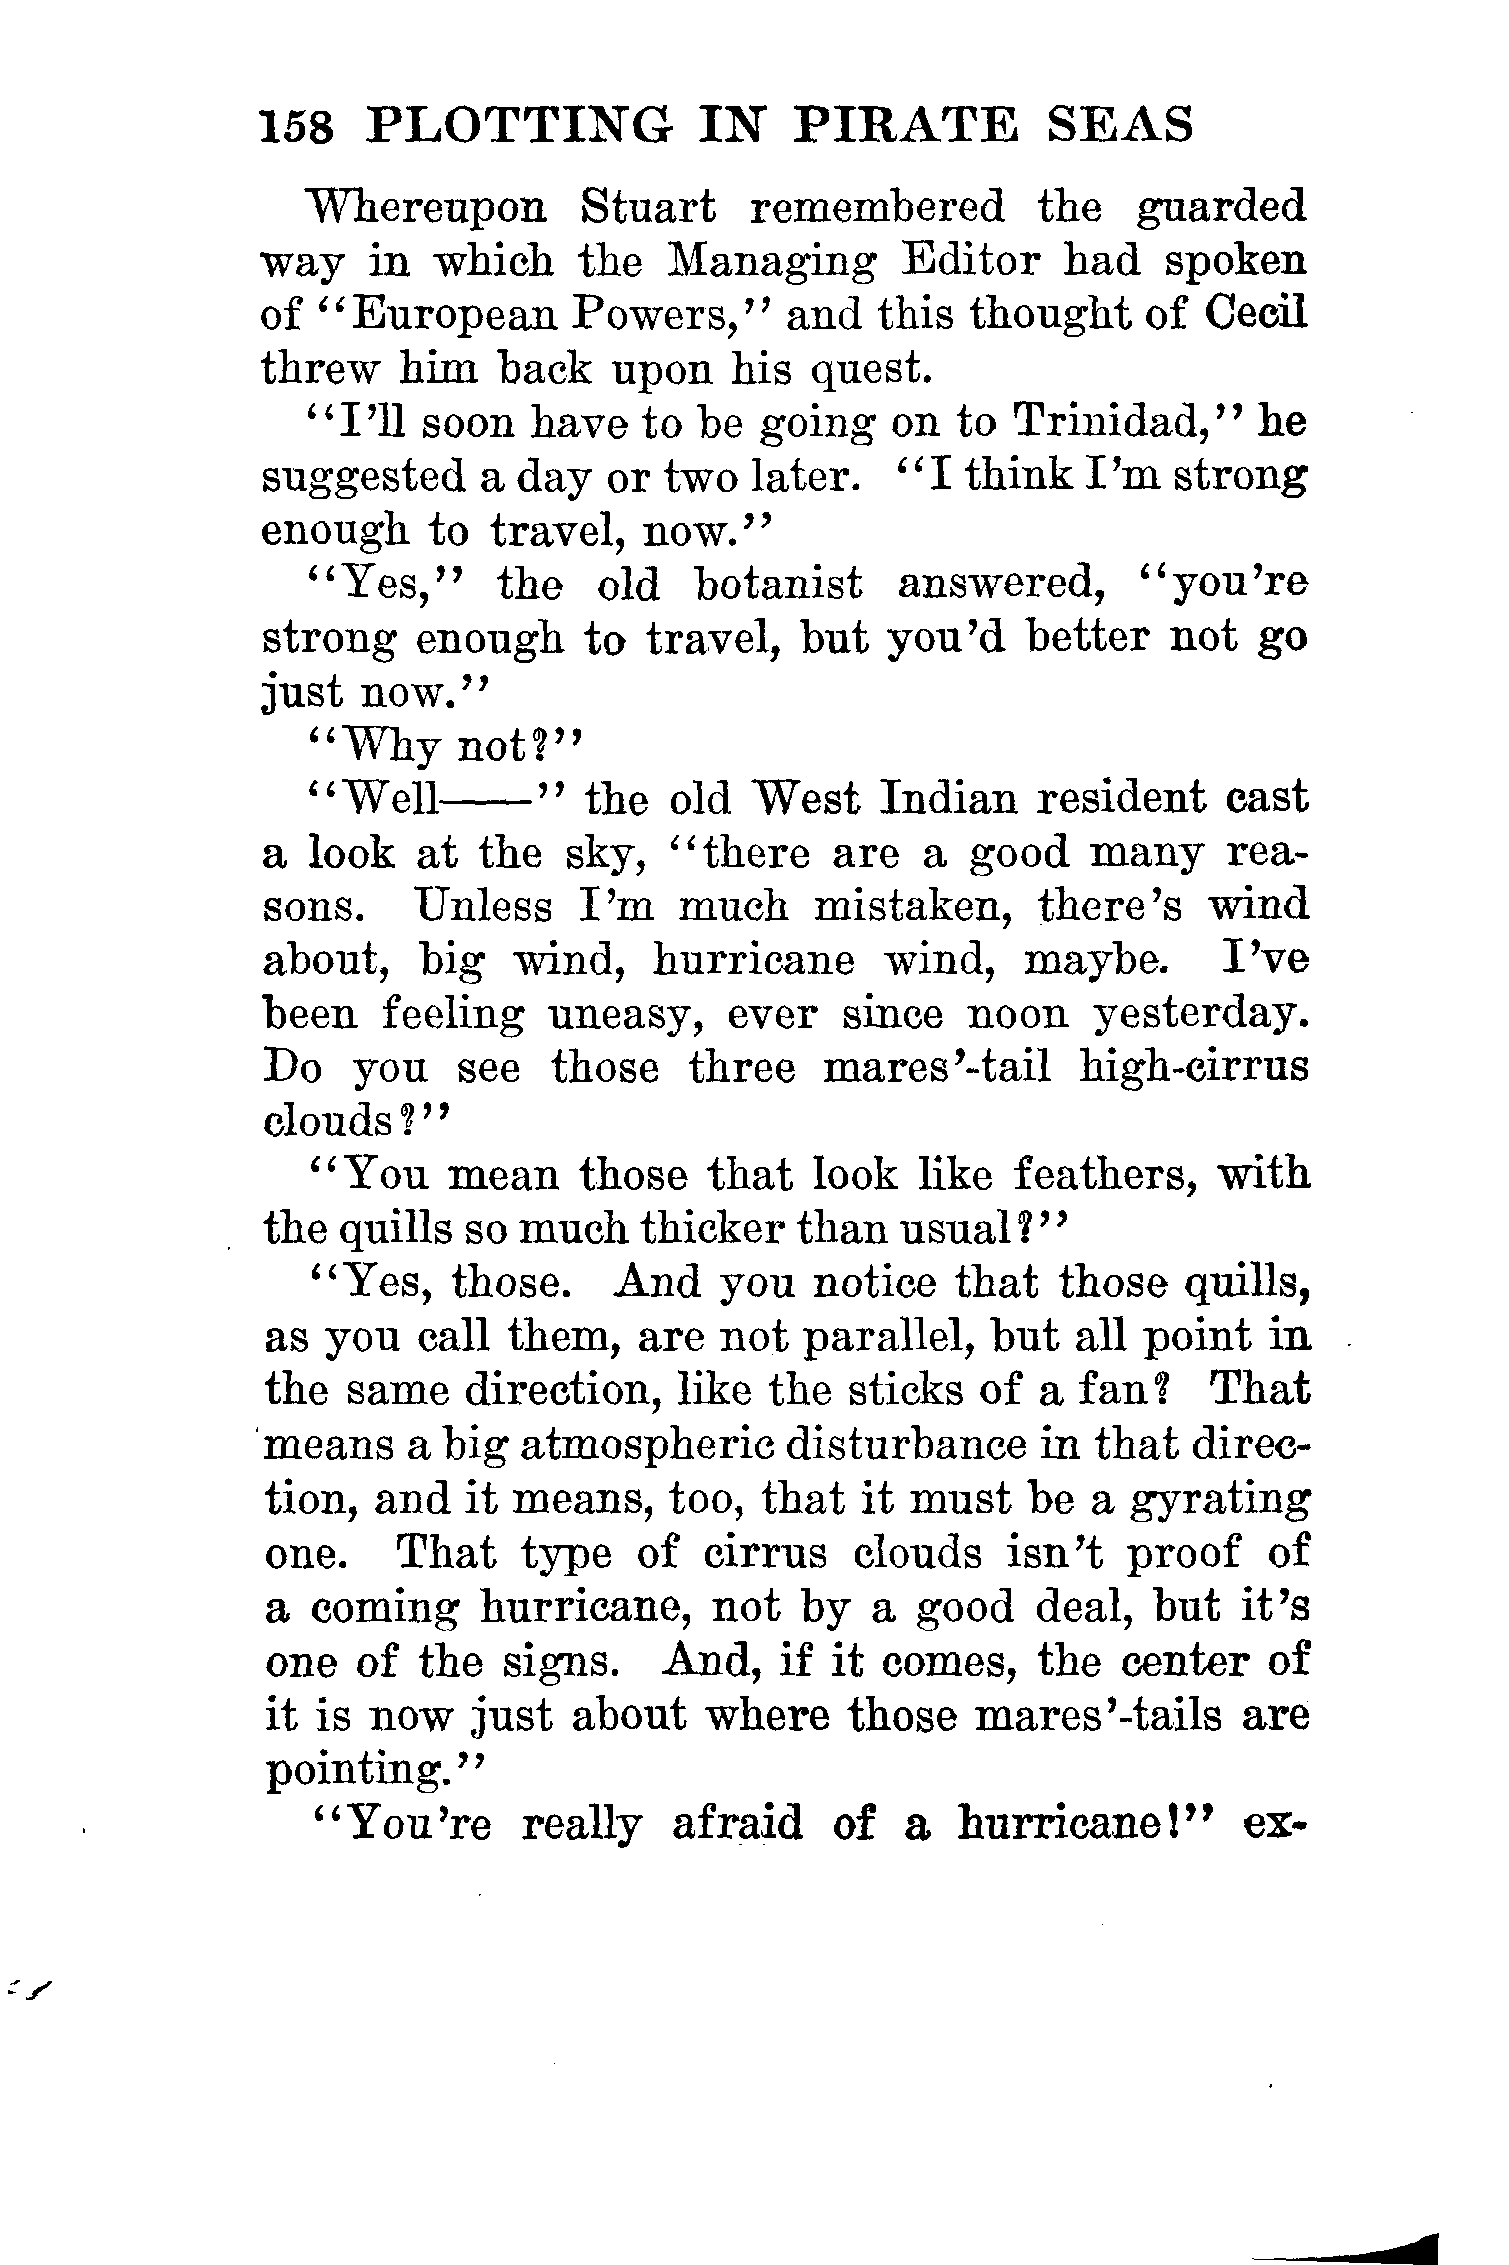 158 PLOTTING IN PIRATE SEAS
Whereupon Stuart remembered the guarded
way in which the Managing Editor had spoken
of "European Powers," and this thought of Cecil
threw him back upon his quest.
"I'll soon have to be going on to Trinidad," he
suggested a day or two later. "I think I'm strong
enough to travel, now."
"Yes," the old botanist answered, "you're
strong enough to travel, but you'd better not go
just now."
"Why not?"
"Well——" the old West Indian resident cast
a look at the sky, "there are a good many rea-
sons. Unless I'm much mistaken, there's wind
about, big wind, hurricane wind, maybe. I've
been feeling uneasy, ever since noon yesterday.
Do you see those three mares'-tail high-cirrus
clouds?"
"You mean those that look like feathers, with
the quills so much thicker than usual?"
"Yes, those. And you notice that those quills,
as you call them, are not parallel, but all point in
the same direction, like the sticks of a fan? That
means a big atmospheric disturbance in that direc-
tion, and it means, too, that it must be a gyrating
one. That type of cirrus clouds isn't proof of
a coming hurricane, not by a good deal, but it's
one of the signs. And, if it comes, the center of
it is now just about where those mares'-tails are
pointing."
"You're really afraid of a hurricane!" ex-